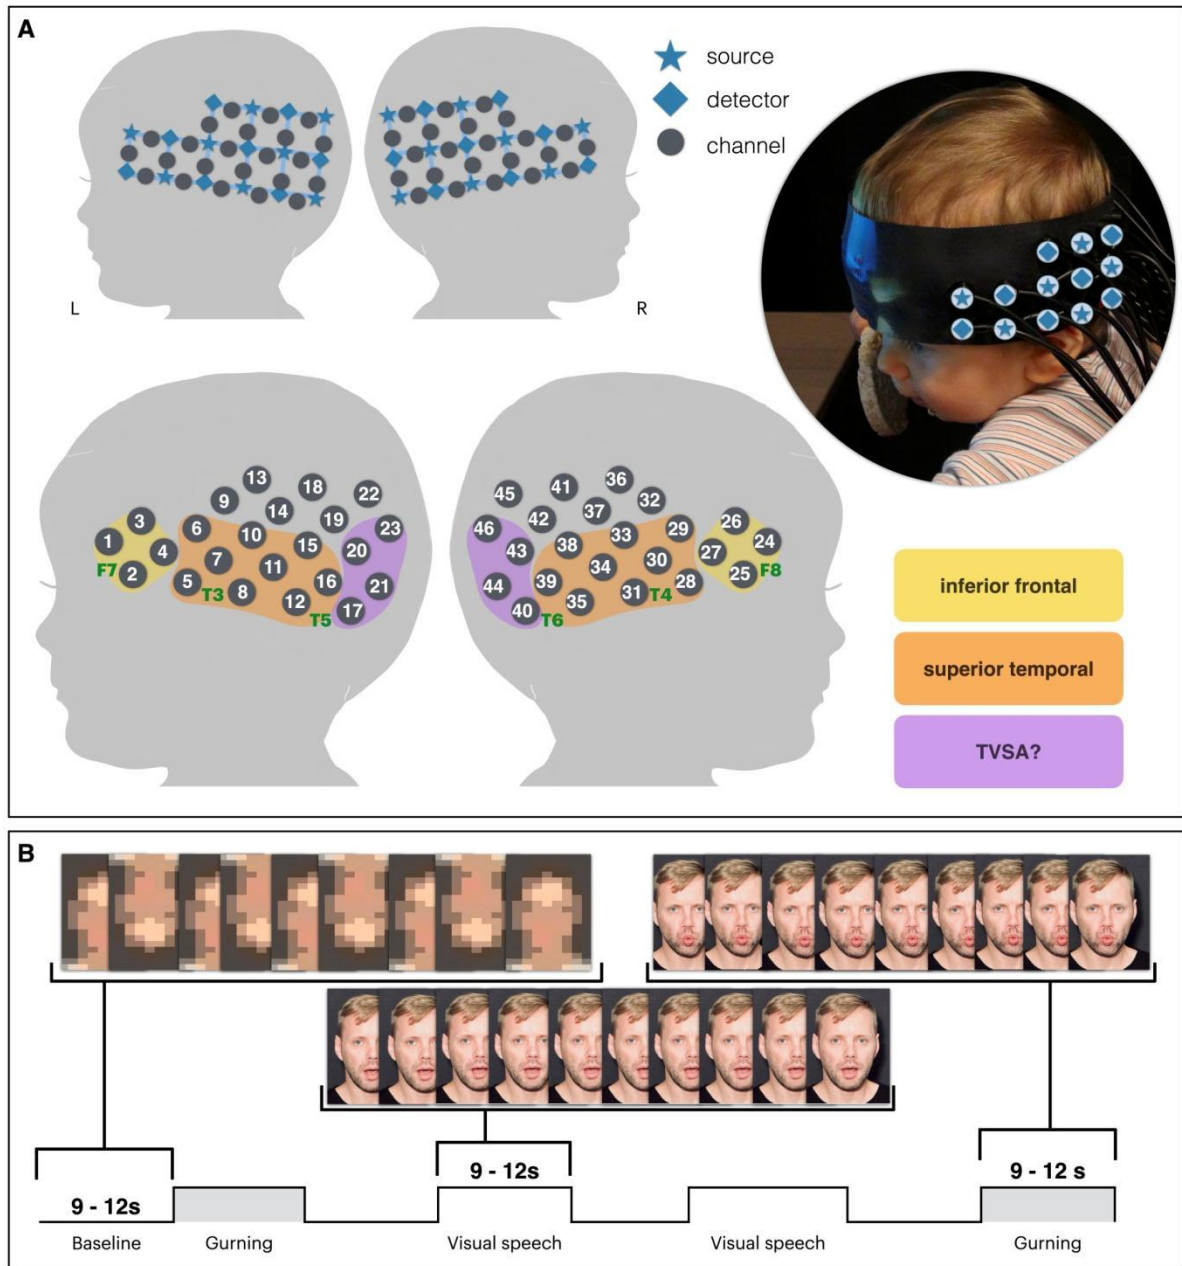 A
source
detector
channel
L
R
13
18
22
9
14
19
23
3
6
10
15
20
1
4
7
11
16
21
2
5
8
12
17
F7
T3
T5
45
41
36
32
42
37
46
43
38
33
29
26
24
27
44
39
34
30
28
25
40
35
31
F8
T4
T6
inferior frontal
superior temporal
TVSA?
B
9 - 12s
9 - 12s
9 - 12 s
Baseline
Gurning
Visual speech
Visual speech
Gurning